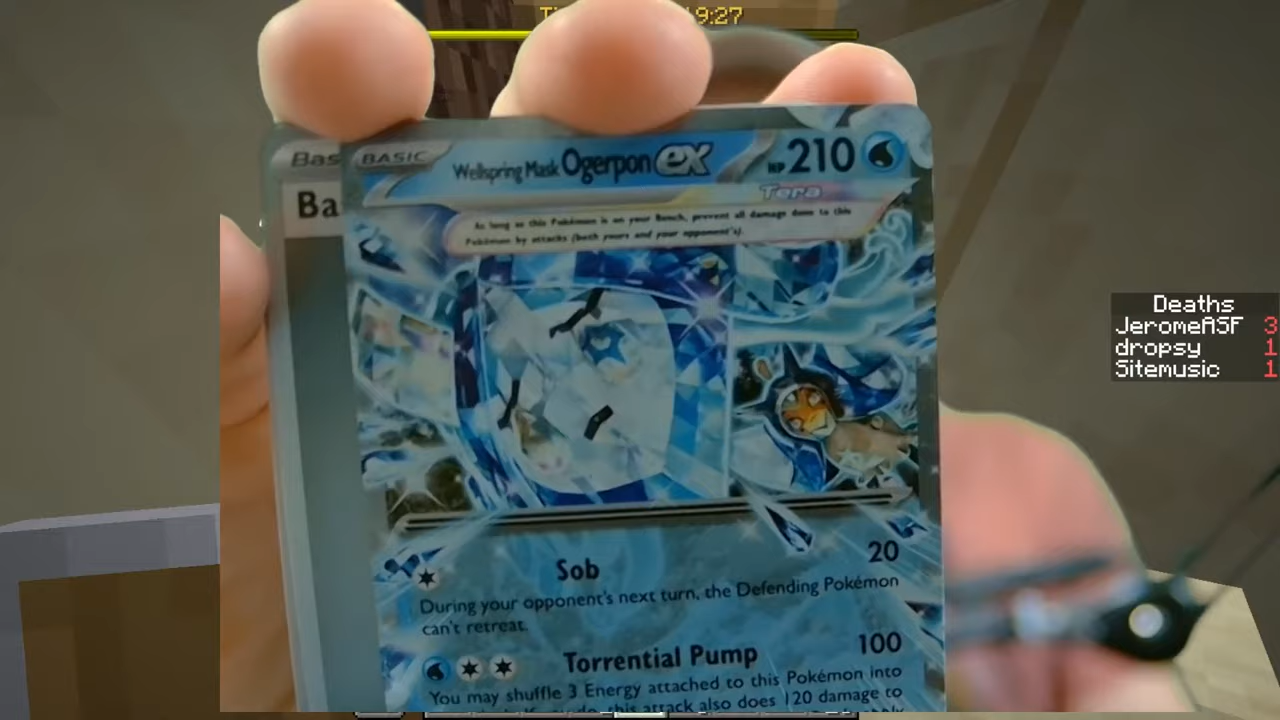 9:27
Bas
BASIC
Wellspring Mask Ogerpon ex
HP 210
Ba
Tera
As long as this Pokémon is on your Bench, prevent all damage done to this
Pokémon by attacks (both yours and your opponent's).
Deaths
JeromeASF 3
dropsy 1
Sitemusic 1
Sob 20
During your opponent's next turn, the Defending Pokémon
can't retreat.
Torrential Pump 100
You may shuffle 3 Energy attached to this Pokémon into
this attack also does 120 damage to